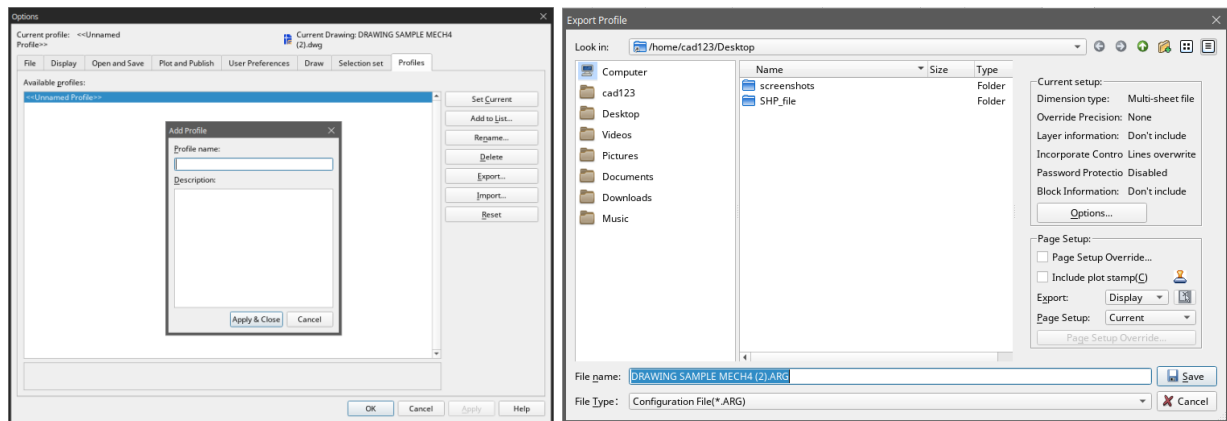 Options
Current profile: <<Unnamed
Profile>>
Current Drawing: DRAWING SAMPLE MECH4
(2).dwg
File Display Open and Save Plot and Publish User Preferences Draw Selection set Profiles
Available profiles:
<<Unnamed Profile>>
Set Current
Add to List...
Rename...
Delete
Export...
Import...
Reset
Add Profile
Profile name:
Description:
Apply & Close Cancel
OK Cancel Apply Help
Export Profile
Look in: /home/cad123/Desktop
Computer
cad123
Desktop
Videos
Pictures
Documents
Downloads
Music
Name Size Type
screenshots Folder
SHP_file Folder
Current setup:
Dimension type: Multi-sheet file
Override Precision: None
Layer information: Don't include
Incorporate Contro Lines overwrite
Password Protectio Disabled
Block Information: Don't include
Options...
Page Setup:
Page Setup Override...
Include plot stamp(C)
Export: Display
Page Setup: Current
Page Setup Override...
File name: DRAWING SAMPLE MECH4 (2).ARG
Save
File Type: Configuration File(*.ARG)
Cancel